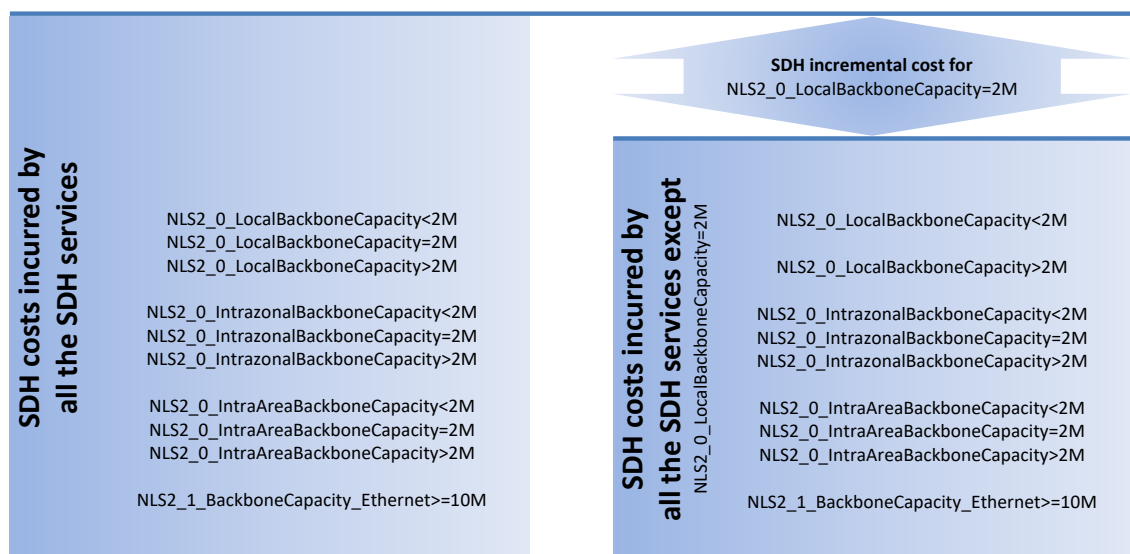 SDH costs incurred by
all the SDH services
NLS2_0_LocalBackboneCapacity<2M
NLS2_0_LocalBackboneCapacity=2M
NLS2_0_LocalBackboneCapacity>2M
NLS2_0_IntrazonalBackboneCapacity<2M
NLS2_0_IntrazonalBackboneCapacity=2M
NLS2_0_IntrazonalBackboneCapacity>2M
NLS2_0_IntraAreaBackboneCapacity<2M
NLS2_0_IntraAreaBackboneCapacity=2M
NLS2_0_IntraAreaBackboneCapacity>2M
NLS2_1_BackboneCapacity_Ethernet>=10M
SDH incremental cost for
NLS2_0_LocalBackboneCapacity=2M
SDH costs incurred by
all the SDH services except
NLS2_0_LocalBackboneCapacity=2M
NLS2_0_LocalBackboneCapacity<2M
NLS2_0_LocalBackboneCapacity>2M
NLS2_0_IntrazonalBackboneCapacity<2M
NLS2_0_IntrazonalBackboneCapacity=2M
NLS2_0_IntrazonalBackboneCapacity>2M
NLS2_0_IntraAreaBackboneCapacity<2M
NLS2_0_IntraAreaBackboneCapacity=2M
NLS2_0_IntraAreaBackboneCapacity>2M
NLS2_1_BackboneCapacity_Ethernet>=10M